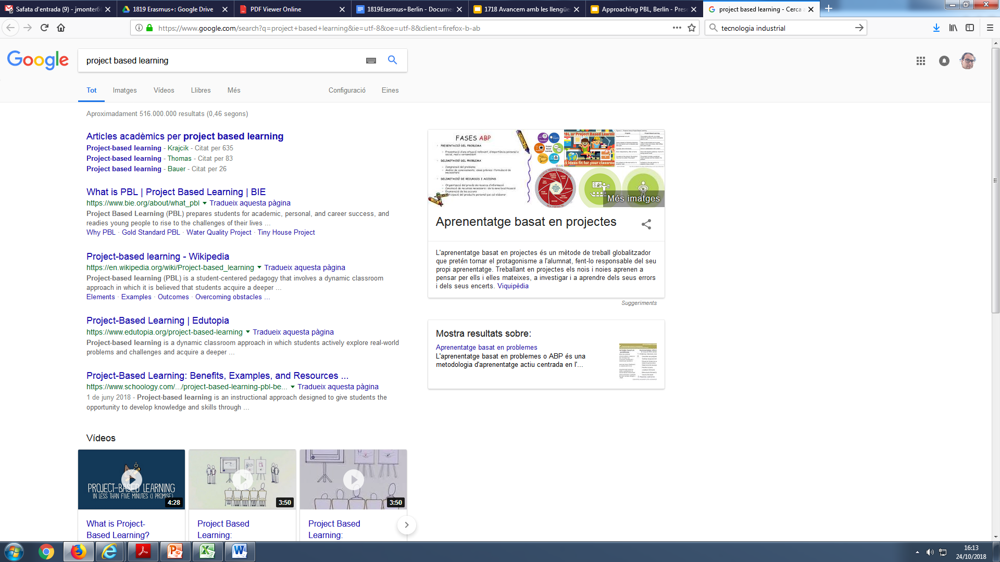 Safata d'entrada (9) - jmonter6
1819 Erasmus+: Google Drive
PDF Viewer Online
1819Erasmus+Berlin - Docume
1718 Avancem amb les llengüe
Approaching PBL, Berlín - Pres
project based learning - Cerca a
https://www.google.com/search?q=project+based+learning&ie=utf-8&oe=utf-8&client=firefox-b-ab
tecnologia industrial
Google
project based learning
Tot Imatges Vídeos Llibres Més Configuració Eines
Aproximadament 516.000.000 resultats (0,46 segons)
Articles acadèmics per project based learning
Project-based learning - Krajcik - Citat per 635
Project-based learning - Thomas - Citat per 83
Project based learning - Bauer - Citat per 26
What is PBL | Project Based Learning | BIE
https://www.bie.org/about/what_pbl Tradueix aquesta pàgina
Project Based Learning (PBL) prepares students for academic, personal, and career success, and
readies young people to rise to the challenges of their lives ...
Why PBL · Gold Standard PBL · Water Quality Project · Tiny House Project
Project-based learning - Wikipedia
https://en.wikipedia.org/wiki/Project-based_learning Tradueix aquesta pàgina
Project-based learning (PBL) is a student-centered pedagogy that involves a dynamic classroom
approach in which it is believed that students acquire a deeper ...
Elements · Examples · Outcomes · Overcoming obstacles ...
Project-Based Learning | Edutopia
https://www.edutopia.org/project-based-learning Tradueix aquesta pàgina
Project-based learning is a dynamic classroom approach in which students actively explore real-world
problems and challenges and acquire a deeper ...
Project-Based Learning: Benefits, Examples, and Resources ...
https://www.schoology.com/.../project-based-learning-pbl-be... Tradueix aquesta pàgina
1 de juny 2018 - Project-based learning is an instructional approach designed to give students the
opportunity to develop knowledge and skills through ...
Vídeos
PROJECT-BASED LEARNING
IN LESS THAN FIVE MINUTES (I PROMISE)
4:28
3:50
3:50
What is Project-
Based Learning?
Project Based
Learning:
Project Based
Learning:
FASES ABP
PRESENTACIÓ DEL PROBLEMA
DELIMITACIÓ DEL PROBLEMA
Comprensió del problema
DELIMITACIÓ DE RECURSOS I ACCIONS
PBL or Project Based Learnin
5 ideas fit for your classroo
Més imatges
Aprenentatge basat en projectes
L'aprenentatge basat en projectes és un mètode de treball globalitzador
que pretén tornar el protagonisme a l'alumnat, fent-lo responsable del seu
propi aprenentatge. Treballant en projectes els nois i noies aprenen a
pensar per ells i elles mateixes, a investigar i a aprendre dels seus errors
i dels seus encerts. Viquipèdia
Suggeriments
Mostra resultats sobre:
Aprenentatge basat en problemes
L'aprenentatge basat en problemes o ABP és una
metodologia d'aprenentatge actiu centrada en l'...
16:13
24/10/2018